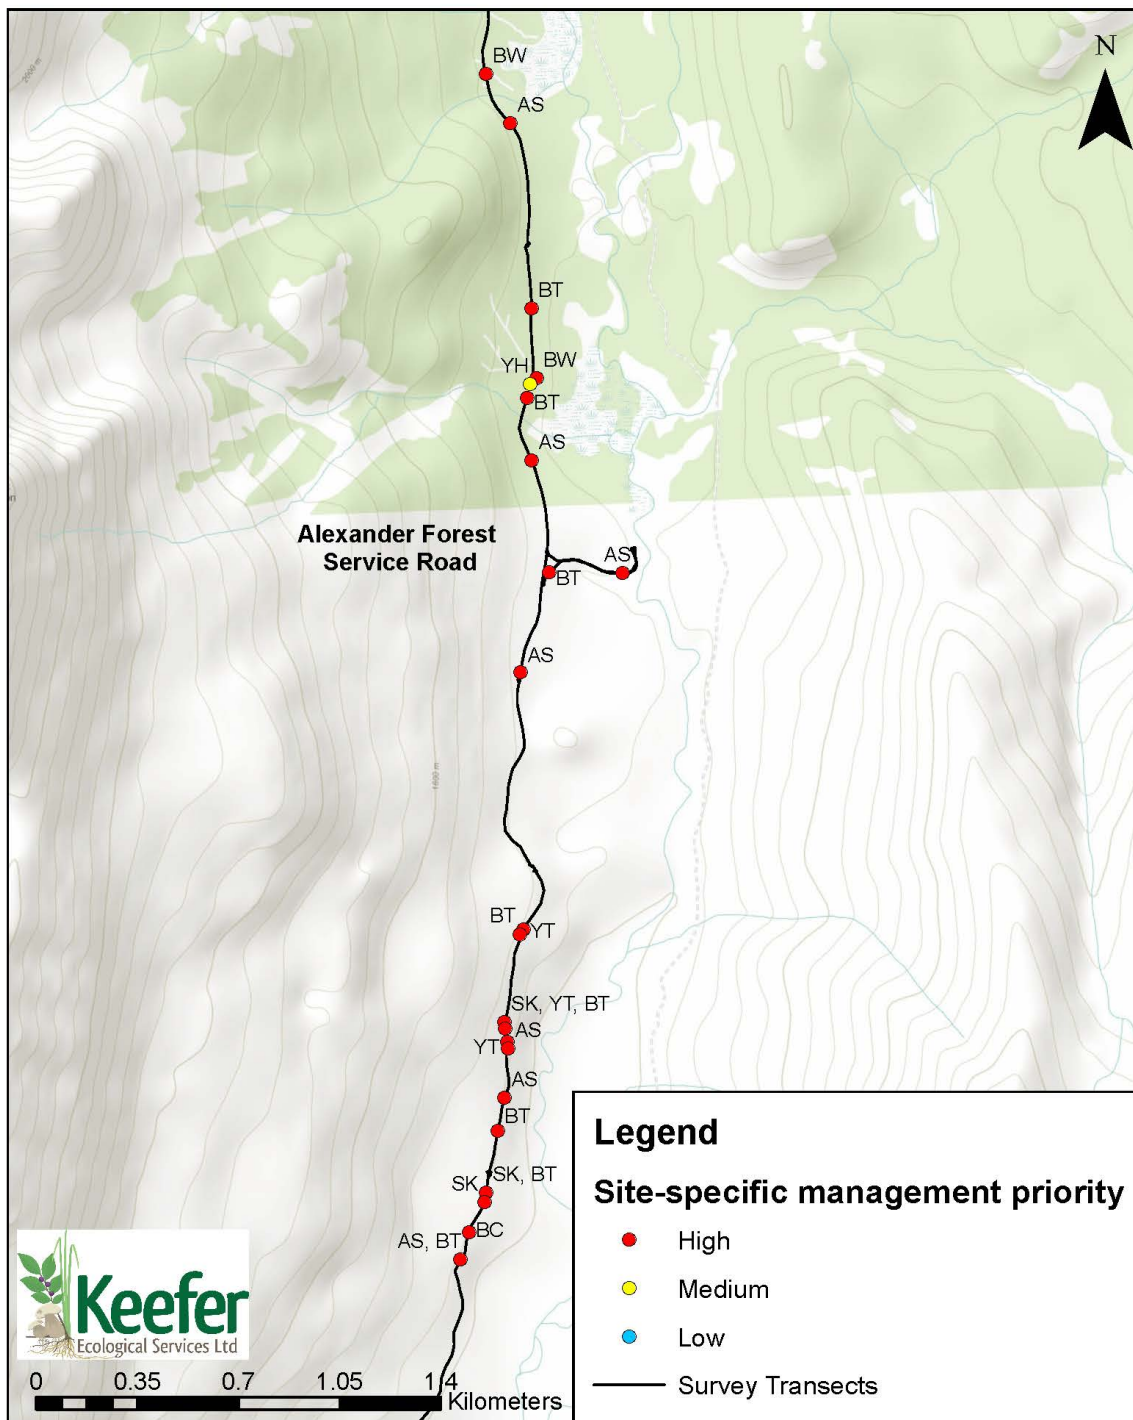 2000 m
N
BW
AS
BT
BW
YH
BT
AS
Alexander Forest
Service Road
AS
BT
AS
1600 m
BT
YT
SK, YT, BT
AS
YT
AS
BT
SK, BT
SK
BC
AS, BT
Legend
Site-specific management priority
High
Medium
Low
Survey Transects
Keefer
Ecological Services Ltd
0 0.35 0.7 1.05 1.4
Kilometers